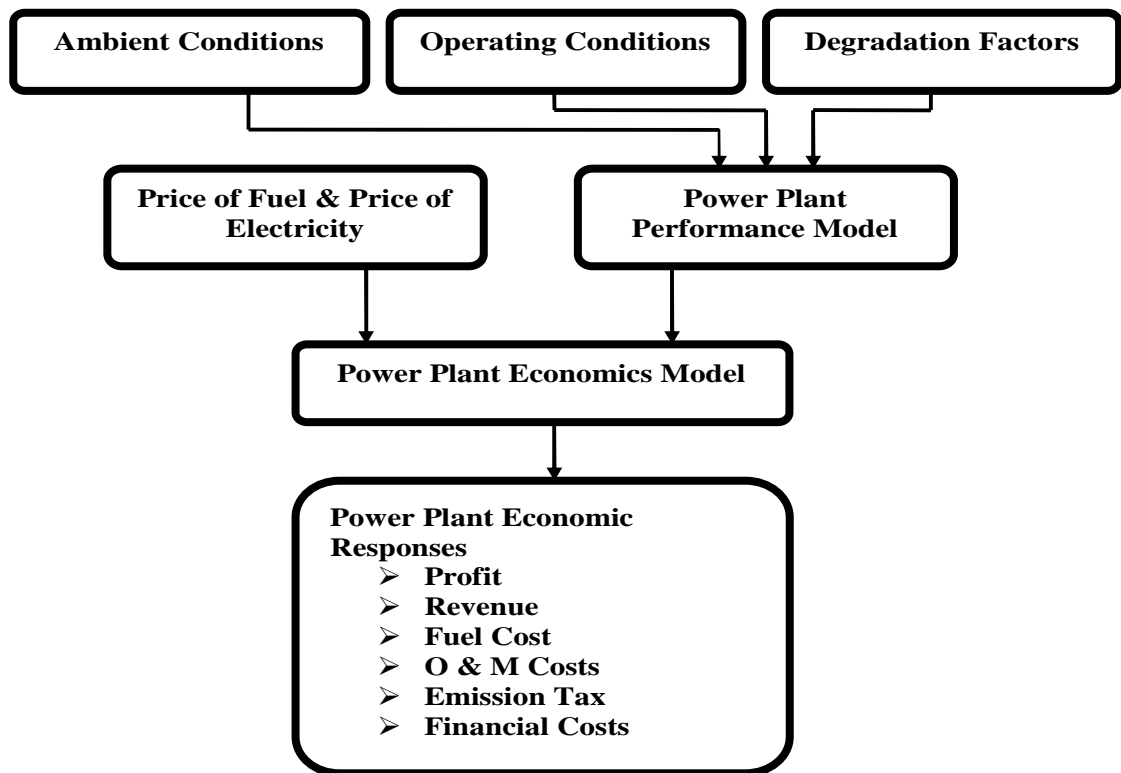 Ambient Conditions
Operating Conditions
Degradation Factors
Price of Fuel & Price of
Electricity
Power Plant
Performance Model
Power Plant Economics Model
Power Plant Economic
Responses
➢ Profit
➢ Revenue
➢ Fuel Cost
➢ O & M Costs
➢ Emission Tax
➢ Financial Costs